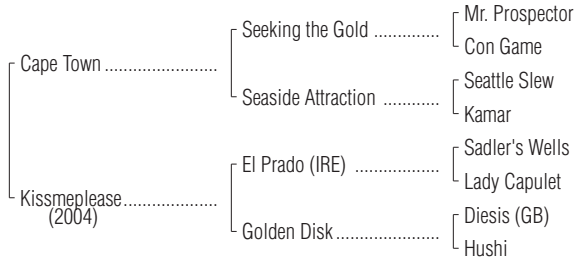 Mr. Prospector
Seeking the Gold ..............
Con Game
Cape Town ........................
Seattle Slew
Seaside Attraction ............
Kamar
Sadler's Wells
El Prado (IRE) ..................
Lady Capulet
Kissmeplease....................
(2004)
Diesis (GB)
Golden Disk......................
Hushi